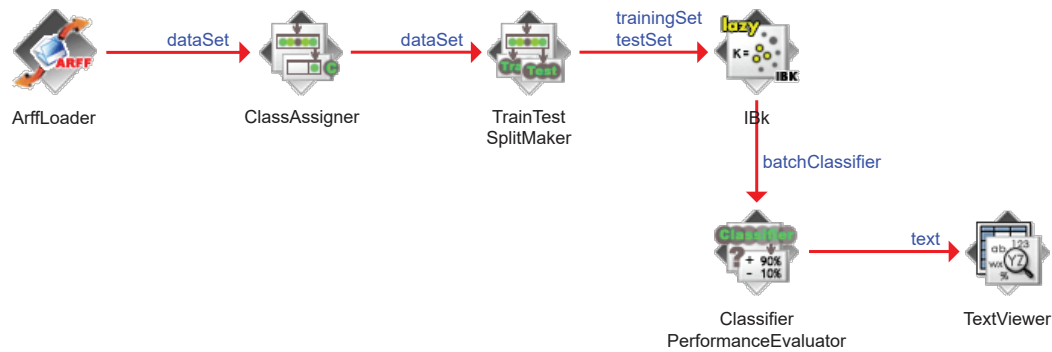 ARFF
dataSet
ArffLoader
C
ClassAssigner
dataSet
Test
TrainTest
SplitMaker
trainingSet
testSet
lazy
K=
IBK
IBk
batchClassifier
Classifier
?
+ 90%
- 10%
Classifier
PerformanceEvaluator
text
ab 123
wx YZ
%
TextViewer